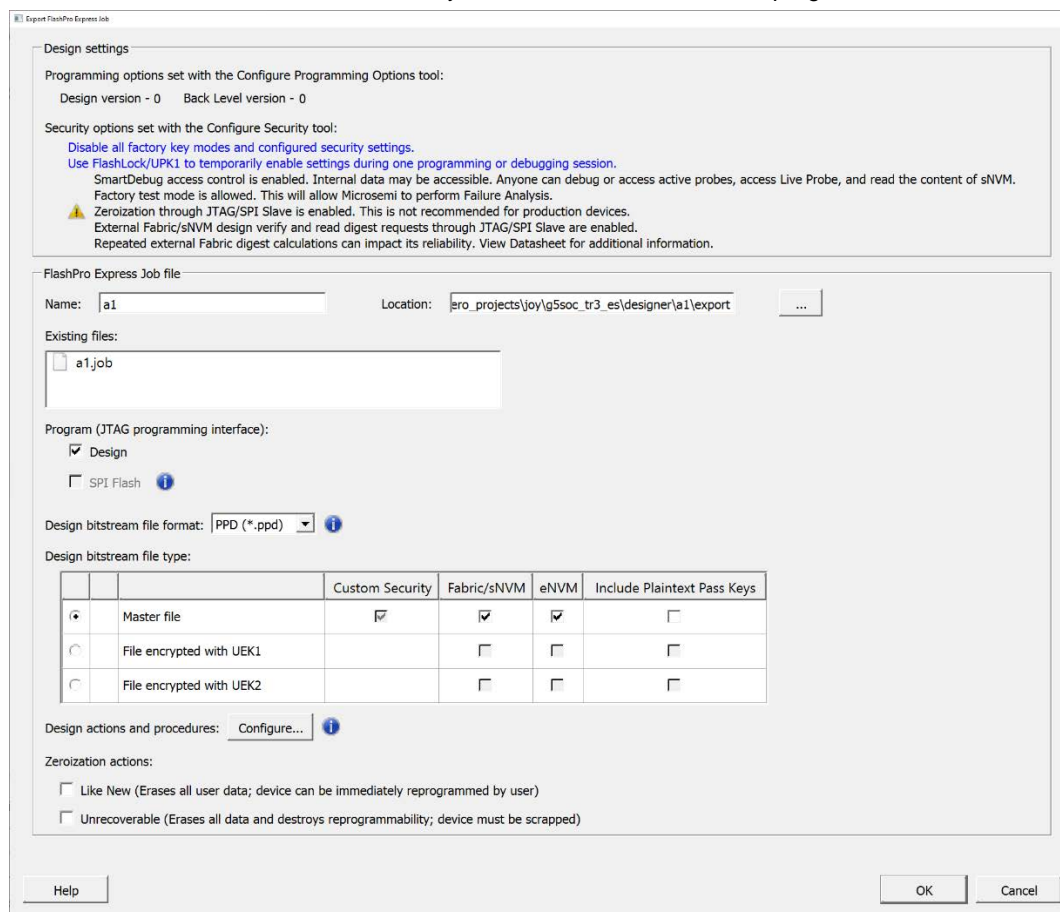 Export FlashPro Express Job
Design settings
Programming options set with the Configure Programming Options tool:
Design version - 0 Back Level version - 0
Security options set with the Configure Security tool:
Disable all factory key modes and configured security settings.
Use FlashLock/UPK1 to temporarily enable settings during one programming or debugging session.
SmartDebug access control is enabled. Internal data may be accessible. Anyone can debug or access active probes, access Live Probe, and read the content of sNVM.
Factory test mode is allowed. This will allow Microsemi to perform Failure Analysis.
Zeroization through JTAG/SPI Slave is enabled. This is not recommended for production devices.
External Fabric/sNVM design verify and read digest requests through JTAG/SPI Slave are enabled.
Repeated external Fabric digest calculations can impact its reliability. View Datasheet for additional information.
FlashPro Express Job file
Name: a1 Location: ero_projects\joy\g5soc_tr3_es\designer\a1\export ...
Existing files:
a1.job
Program (JTAG programming interface):
Design
SPI Flash
Design bitstream file format: PPD (*.ppd)
Design bitstream file type:
Custom Security Fabric/sNVM eNVM Include Plaintext Pass Keys
Master file
File encrypted with UEK1
File encrypted with UEK2
Design actions and procedures: Configure...
Zeroization actions:
Like New (Erases all user data; device can be immediately reprogrammed by user)
Unrecoverable (Erases all data and destroys reprogrammability; device must be scrapped)
Help OK Cancel